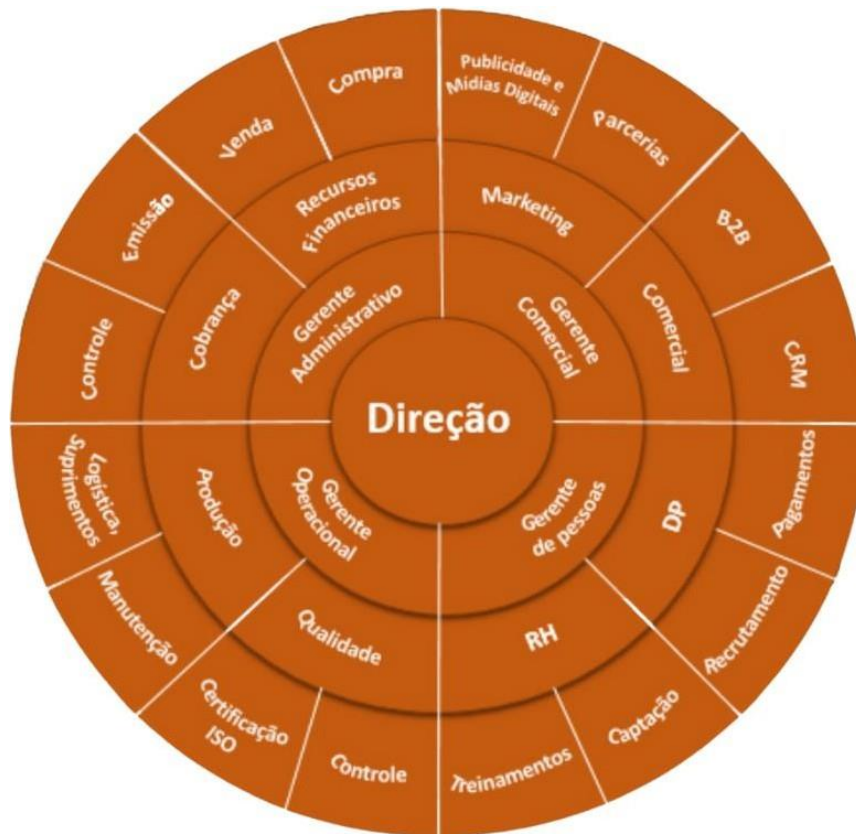 Direção
Gerente
Administrativo
Gerente
Comercial
Gerente
de pessoas
Gerente
Operacional
Recursos
Financeiros
Marketing
Comercial
DP
RH
Qualidade
Produção
Cobrança
Compra
Publicidade e
Mídias Digitais
Parcerias
B2B
CRM
Pagamentos
Recrutamento
Captação
Treinamentos
Controle
Certificação
ISO
Manutenção
Logística,
Suprimentos
Controle
Emissão
Venda